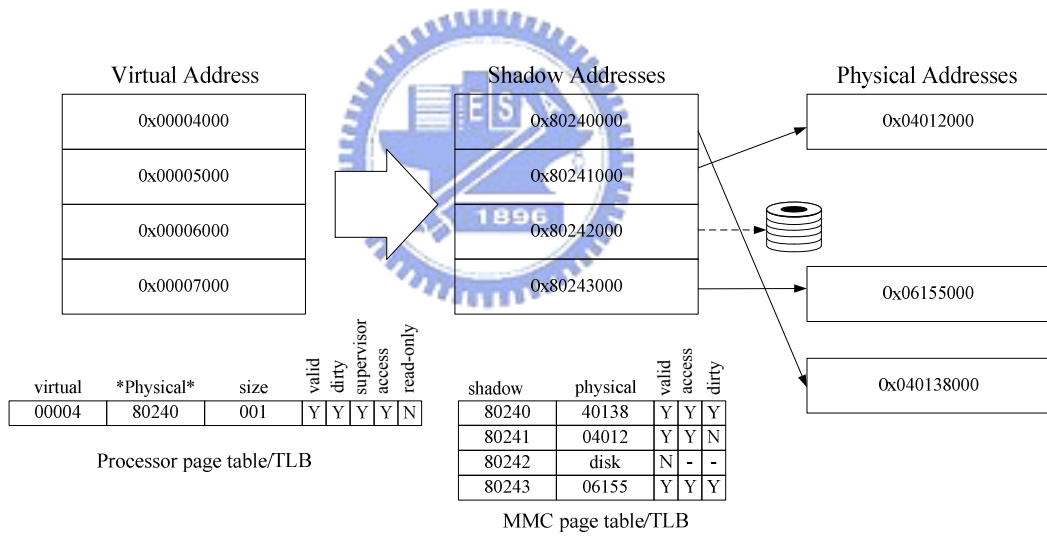 Virtual Address
Shadow Addresses
Physical Addresses
0x00004000
0x00005000
0x00006000
0x00007000
ES
1896
0x80240000
0x80241000
0x80242000
0x80243000
0x04012000
0x06155000
0x040138000
virtual *Physical* size valid dirty supervisor access read-only
00004 80240 001 Y Y Y Y N
Processor page table/TLB
shadow physical valid access dirty
80240 40138 Y Y Y
80241 04012 Y Y N
80242 disk N - -
80243 06155 Y Y Y
MMC page table/TLB